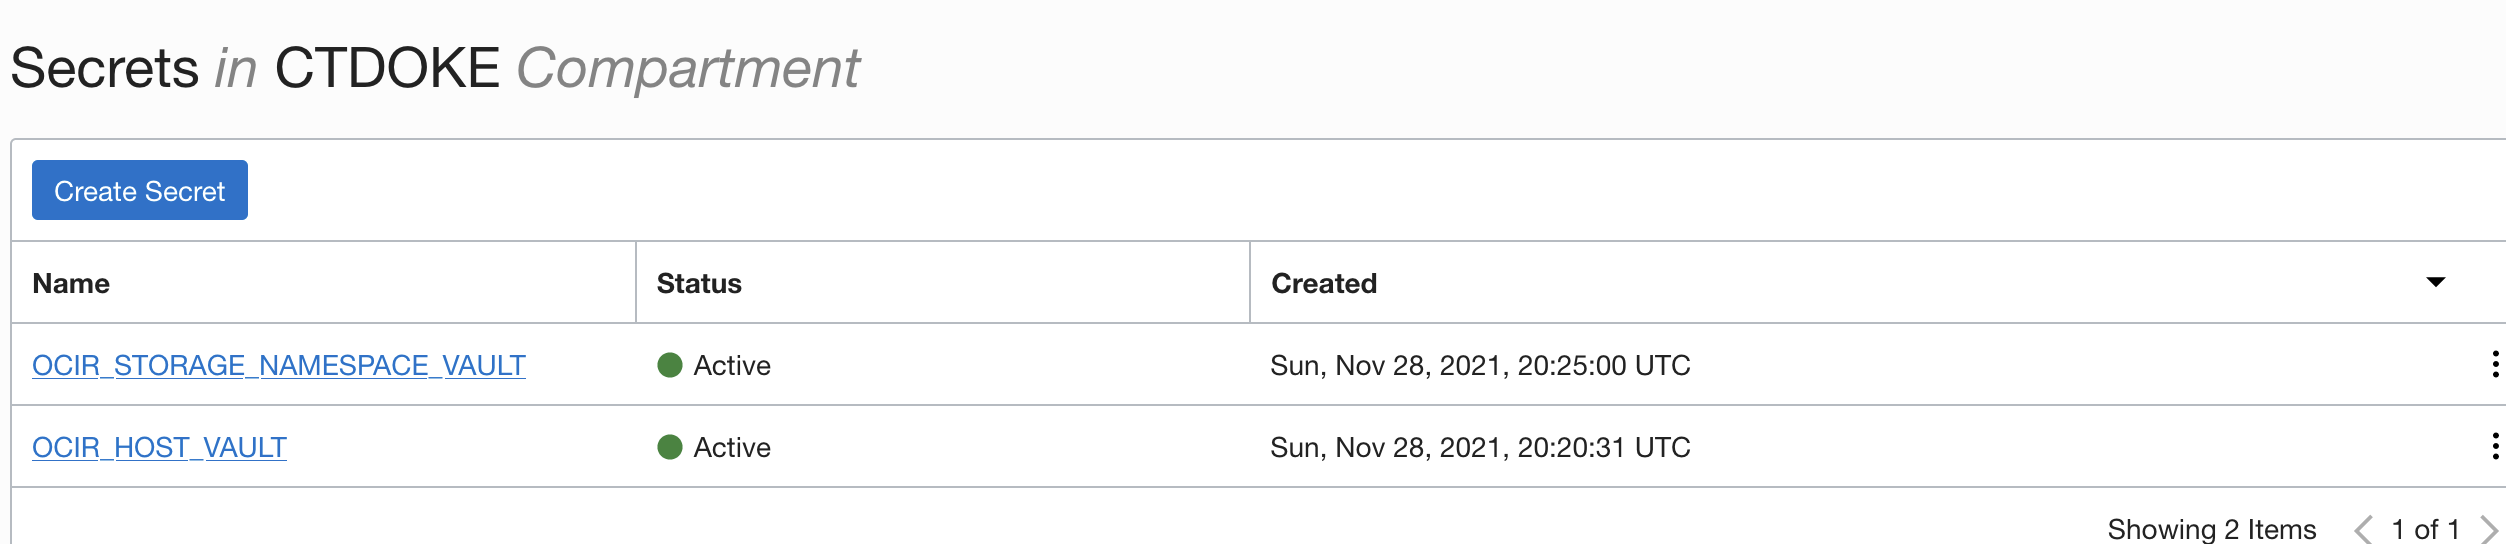 Secrets in CTDOKE Compartment
Create Secret
Name Status Created
OCIR_STORAGE_NAMESPACE_VAULT Active Sun, Nov 28, 2021, 20:25:00 UTC
OCIR_HOST_VAULT Active Sun, Nov 28, 2021, 20:20:31 UTC
Showing 2 Items 1 of 1